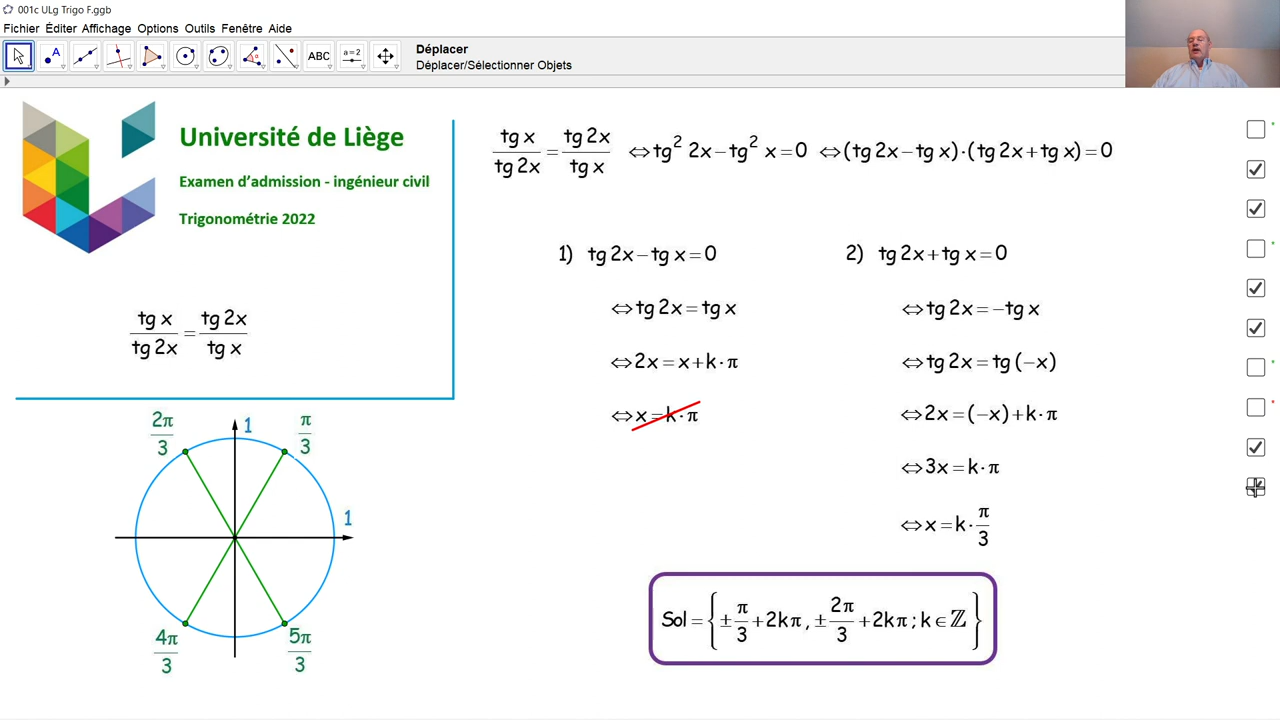 001c ULg Trigo F.ggb
Fichier Éditer Affichage Options Outils Fenêtre Aide
A
ABC
a=2
Déplacer
Déplacer/Sélectionner Objets
Université de Liège
Examen d’admission - ingénieur civil
Trigonométrie 2022
tg x / tg 2x = tg 2x / tg x
tg x / tg 2x = tg 2x / tg x ⇔ tg² 2x − tg² x = 0 ⇔ (tg 2x − tg x) · (tg 2x + tg x) = 0
1) tg 2x − tg x = 0
⇔ tg 2x = tg x
⇔ 2x = x + k · π
⇔ x = k · π
2) tg 2x + tg x = 0
⇔ tg 2x = −tg x
⇔ tg 2x = tg (−x)
⇔ 2x = (−x) + k · π
⇔ 3x = k · π
⇔ x = k · π/3
2π/3
1
π/3
1
4π/3
5π/3
Sol = { ± π/3 + 2kπ , ± 2π/3 + 2kπ ; k ∈ ℤ }